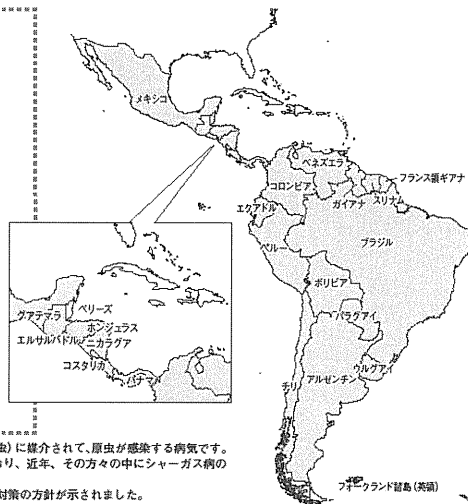 メキシコ
ベネズエラ
フランス領ギアナ
コロンビア
スリナム
ガイアナ
エクアドル
ブラジル
ペルー
ボリビア
ベリーズ
グアテマラ
パラグアイ
ホンジュラス
エルサルバドル
ニカラグア
コスタリカ
ウルグアイ
パナマ
チリ
アルゼンチン
フォークランド諸島(英領)
虫)に媒介されて、原虫が感染する病気です。
おり、近年、その方々の中にシャーガス病の
対策の方針が示されました。